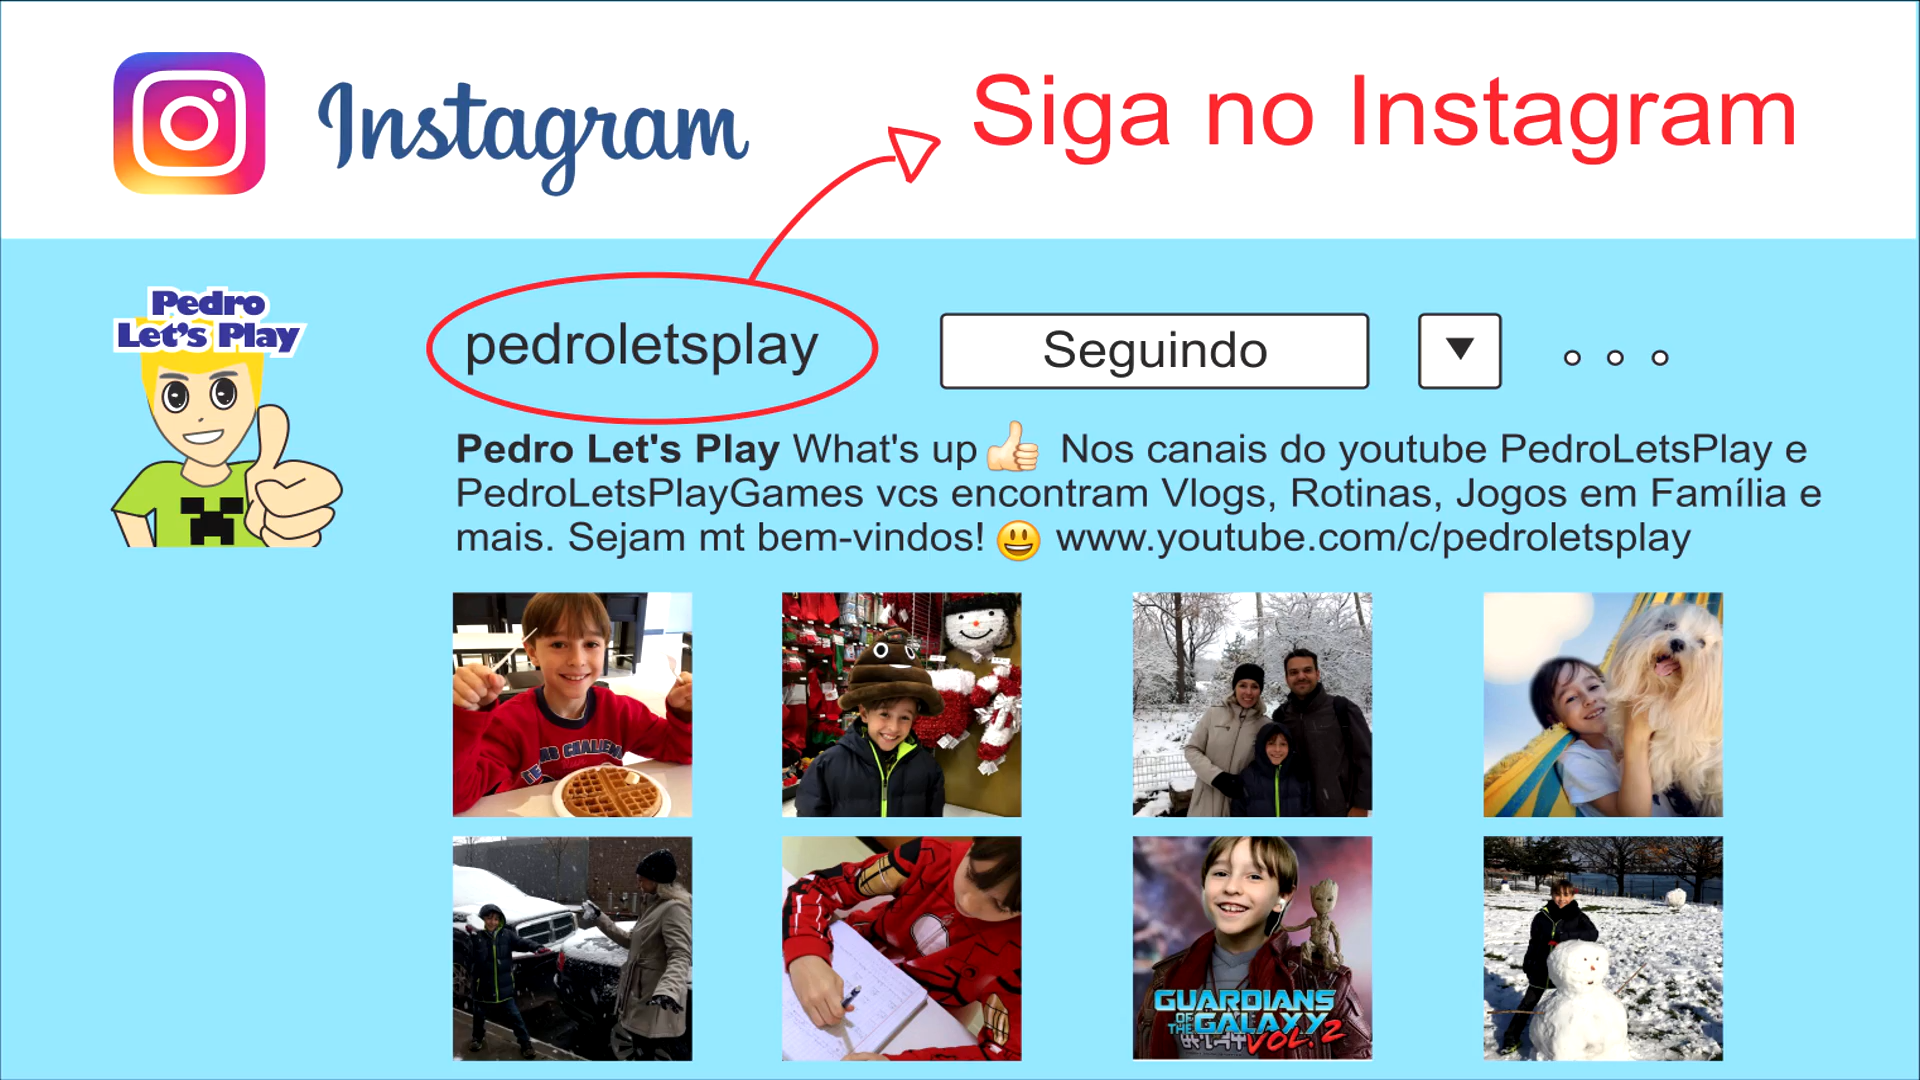 Instagram
Siga no Instagram
Pedro
Let's Play
pedroletsplay
Seguindo
Pedro Let's Play What's up 👍🏻 Nos canais do youtube PedroLetsPlay e
PedroLetsPlayGames vcs encontram Vlogs, Rotinas, Jogos em Família e
mais. Sejam mt bem-vindos! 😃 www.youtube.com/c/pedroletsplay
GUARDIANS
OF THE GALAXY
VOL. 2